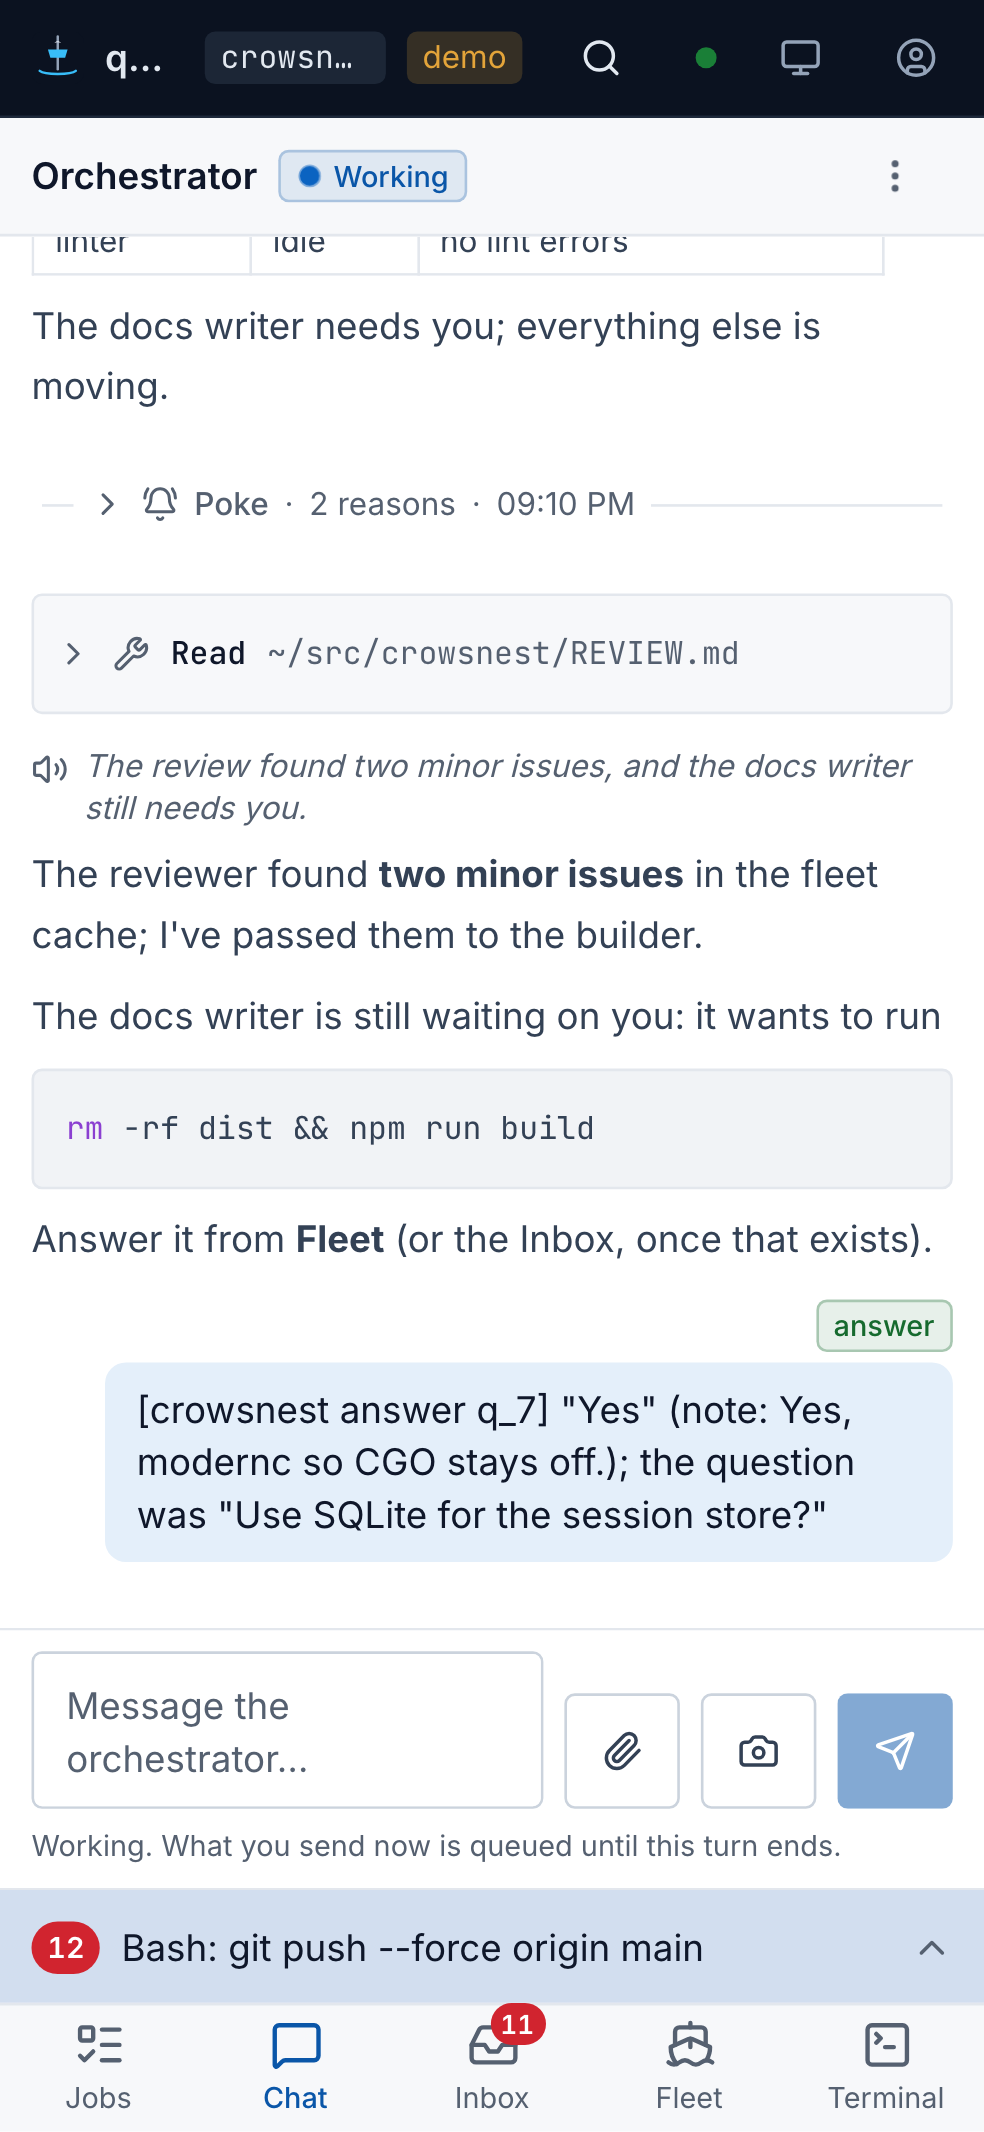 q...
crowsn...
demo
Orchestrator
Working
linter idle no lint errors
The docs writer needs you; everything else is
moving.
Poke · 2 reasons · 09:10 PM
Read ~/src/crowsnest/REVIEW.md
The review found two minor issues, and the docs writer
still needs you.
The reviewer found two minor issues in the fleet
cache; I've passed them to the builder.
The docs writer is still waiting on you: it wants to run
rm -rf dist && npm run build
Answer it from Fleet (or the Inbox, once that exists).
answer
[crowsnest answer q_7] "Yes" (note: Yes,
modernc so CGO stays off.); the question
was "Use SQLite for the session store?"
Message the
orchestrator...
Working. What you send now is queued until this turn ends.
12 Bash: git push --force origin main
11
Jobs Chat Inbox Fleet Terminal